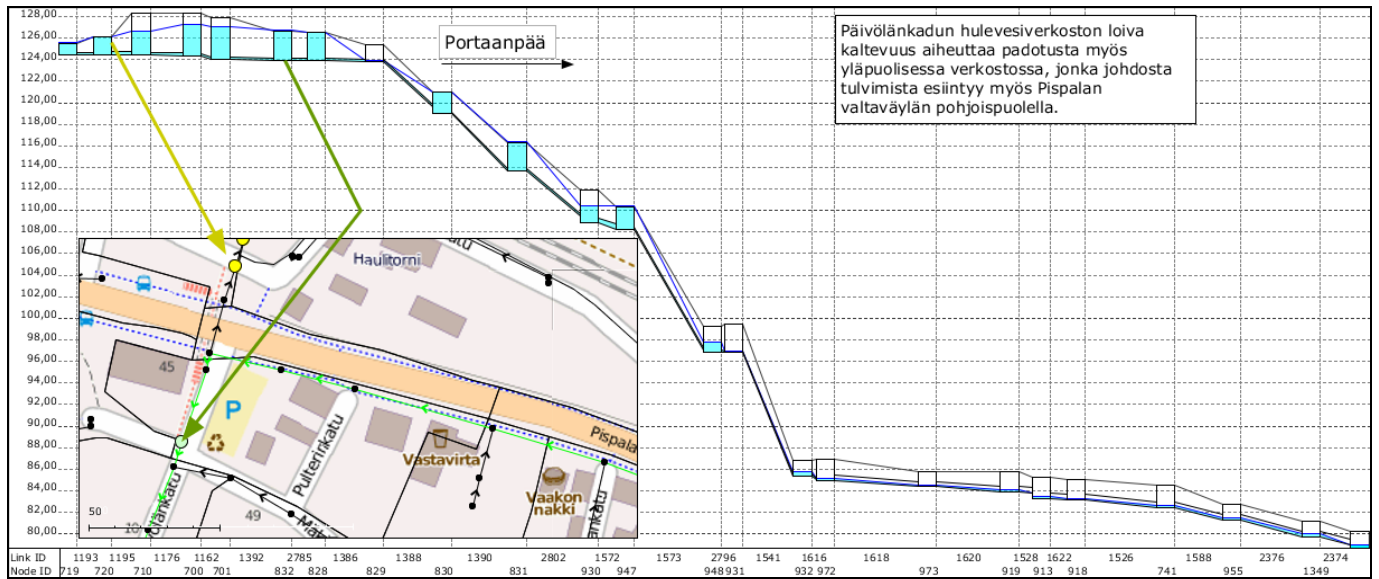 128,00
126,00
124,00
122,00
120,00
118,00
116,00
114,00
112,00
110,00
108,00
106,00
104,00
102,00
100,00
98,00
96,00
94,00
92,00
90,00
88,00
86,00
84,00
82,00
80,00
Portaanpää
Päivölänkadun hulevesiverkoston loiva
kaltevuus aiheuttaa padotusta myös
yläpuolisessa verkostossa, jonka johdosta
tulvimista esiintyy myös Pispalan
valtaväylän pohjoispuolella.
Haulitorni
45
P
Pulterinkatu
Vastavirta
Pispala
Vaakon
nakki
ankatu
49
50
Link ID 1193 1195 1176 1162 1392 2785 1386 1388 1390 2802 1572 1573 2796 1541 1616 1618 1620 1528 1622 1526 1588 2376 2374
Node ID 719 720 710 700 701 832 828 829 830 831 930 947 948 931 932 972 973 919 913 918 741 955 1349